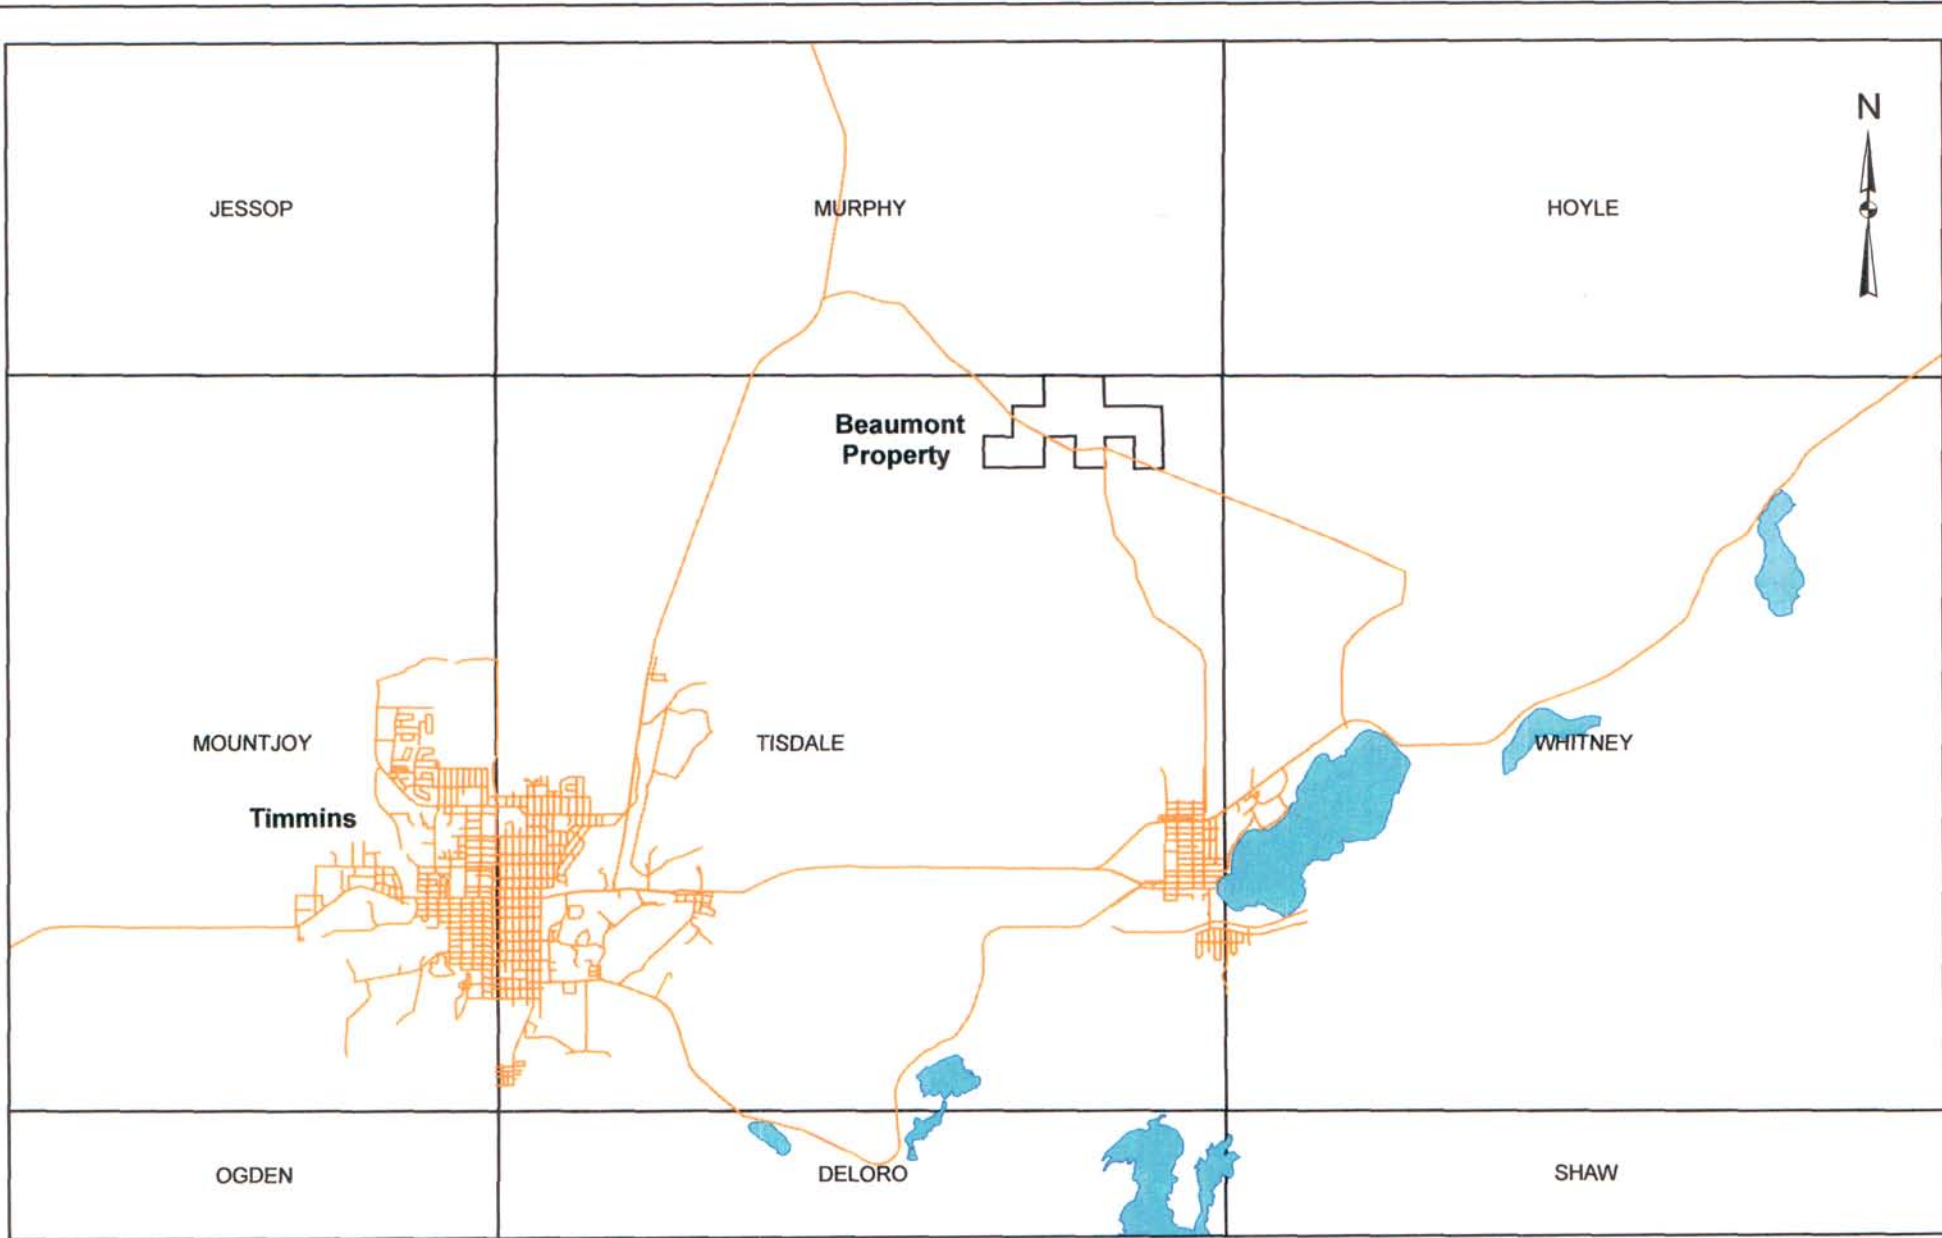 N
JESSOP
MURPHY
HOYLE
Beaumont
Property
MOUNTJOY
TISDALE
WHITNEY
Timmins
OGDEN
DELORO
SHAW